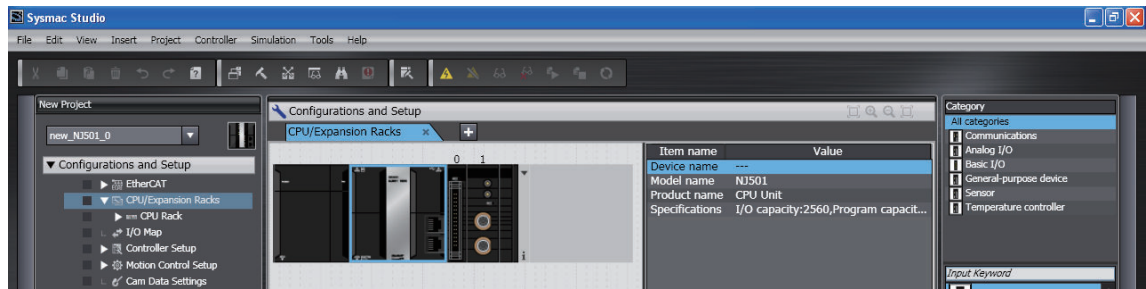 Sysmac Studio
File Edit View Insert Project Controller Simulation Tools Help
New Project
new_NJ501_0
Configurations and Setup
EtherCAT
CPU/Expansion Racks
CPU Rack
I/O Map
Controller Setup
Motion Control Setup
Cam Data Settings
Configurations and Setup
CPU/Expansion Racks
0 1
Item name Value
Device name ---
Model name NJ501
Product name CPU Unit
Specifications I/O capacity:2560,Program capacit...
Category
All categories
Communications
Analog I/O
Basic I/O
General-purpose device
Sensor
Temperature controller
Input Keyword